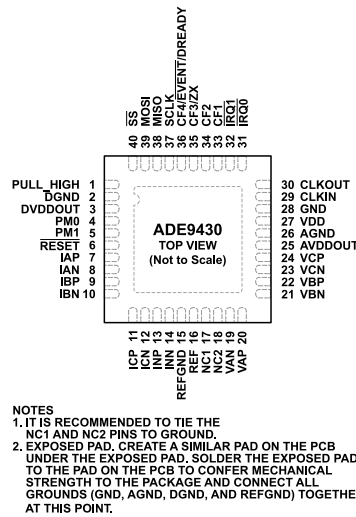 40 SS
39 MOSI
38 MISO
37 SCLK
36 CF4/EVENT/DREADY
35 CF3/ZX
34 CF2
33 CF1
32 IRQ1
31 IRQ0
PULL_HIGH 1
DGND 2
DVDDOUT 3
PM0 4
PM1 5
RESET 6
IAP 7
IAN 8
IBP 9
IBN 10
ADE9430
TOP VIEW
(Not to Scale)
30 CLKOUT
29 CLKIN
28 GND
27 VDD
26 AGND
25 AVDDOUT
24 VCP
23 VCN
22 VBP
21 VBN
ICP 11
ICN 12
INP 13
INN 14
REFGND 15
REF 16
NC1 17
NC2 18
VAN 19
VAP 20
NOTES
1. IT IS RECOMMENDED TO TIE THE
NC1 AND NC2 PINS TO GROUND.
2. EXPOSED PAD. CREATE A SIMILAR PAD ON THE PCB
UNDER THE EXPOSED PAD. SOLDER THE EXPOSED PAD
TO THE PAD ON THE PCB TO CONFER MECHANICAL
STRENGTH TO THE PACKAGE AND CONNECT ALL
GROUNDS (GND, AGND, DGND, AND REFGND) TOGETHE
AT THIS POINT.